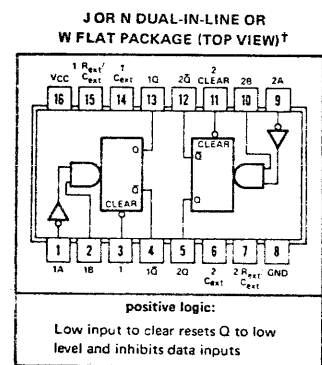 J OR N DUAL-IN-LINE OR
W FLAT PACKAGE (TOP VIEW)†
VCC
1 Rext/
Cext
1
Cext
1Q
2Q̄
2
CLEAR
2B
2A
16 15 14 13 12 11 10 9
Q
CLEAR
Q̄
CLEAR
Q̄
Q
1 2 3 4 5 6 7 8
1A
1B
1
1Q̄
2Q
2
Cext
2 Rext/
Cext
GND
positive logic:
Low input to clear resets Q to low
level and inhibits data inputs